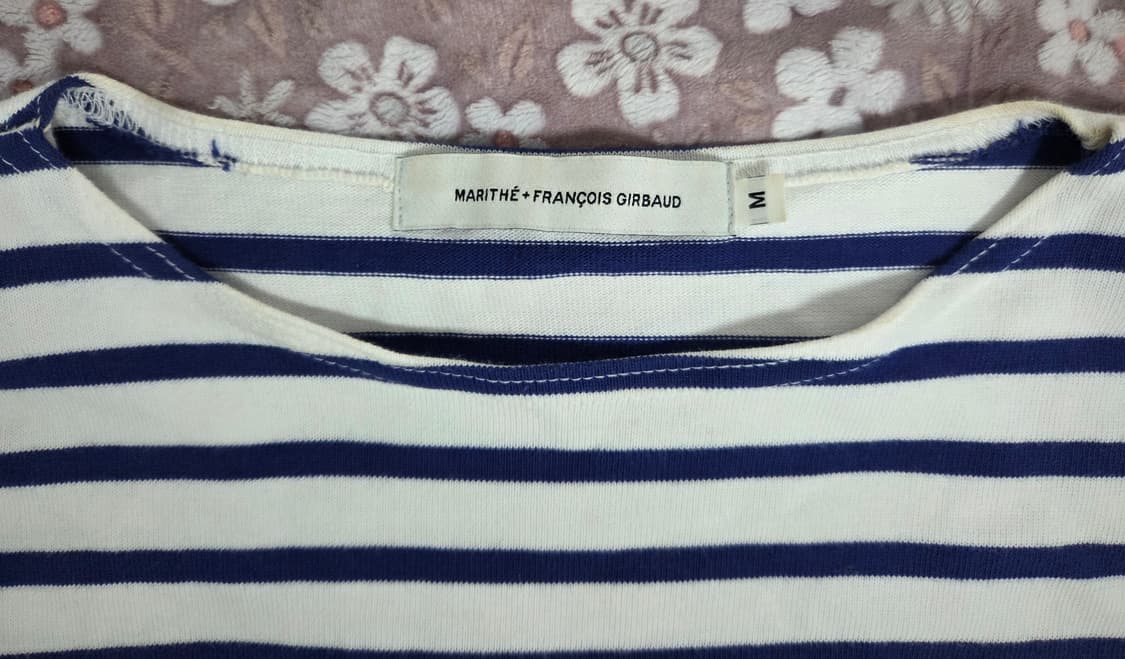 MARITHÉ + FRANÇOIS GIRBAUD
M